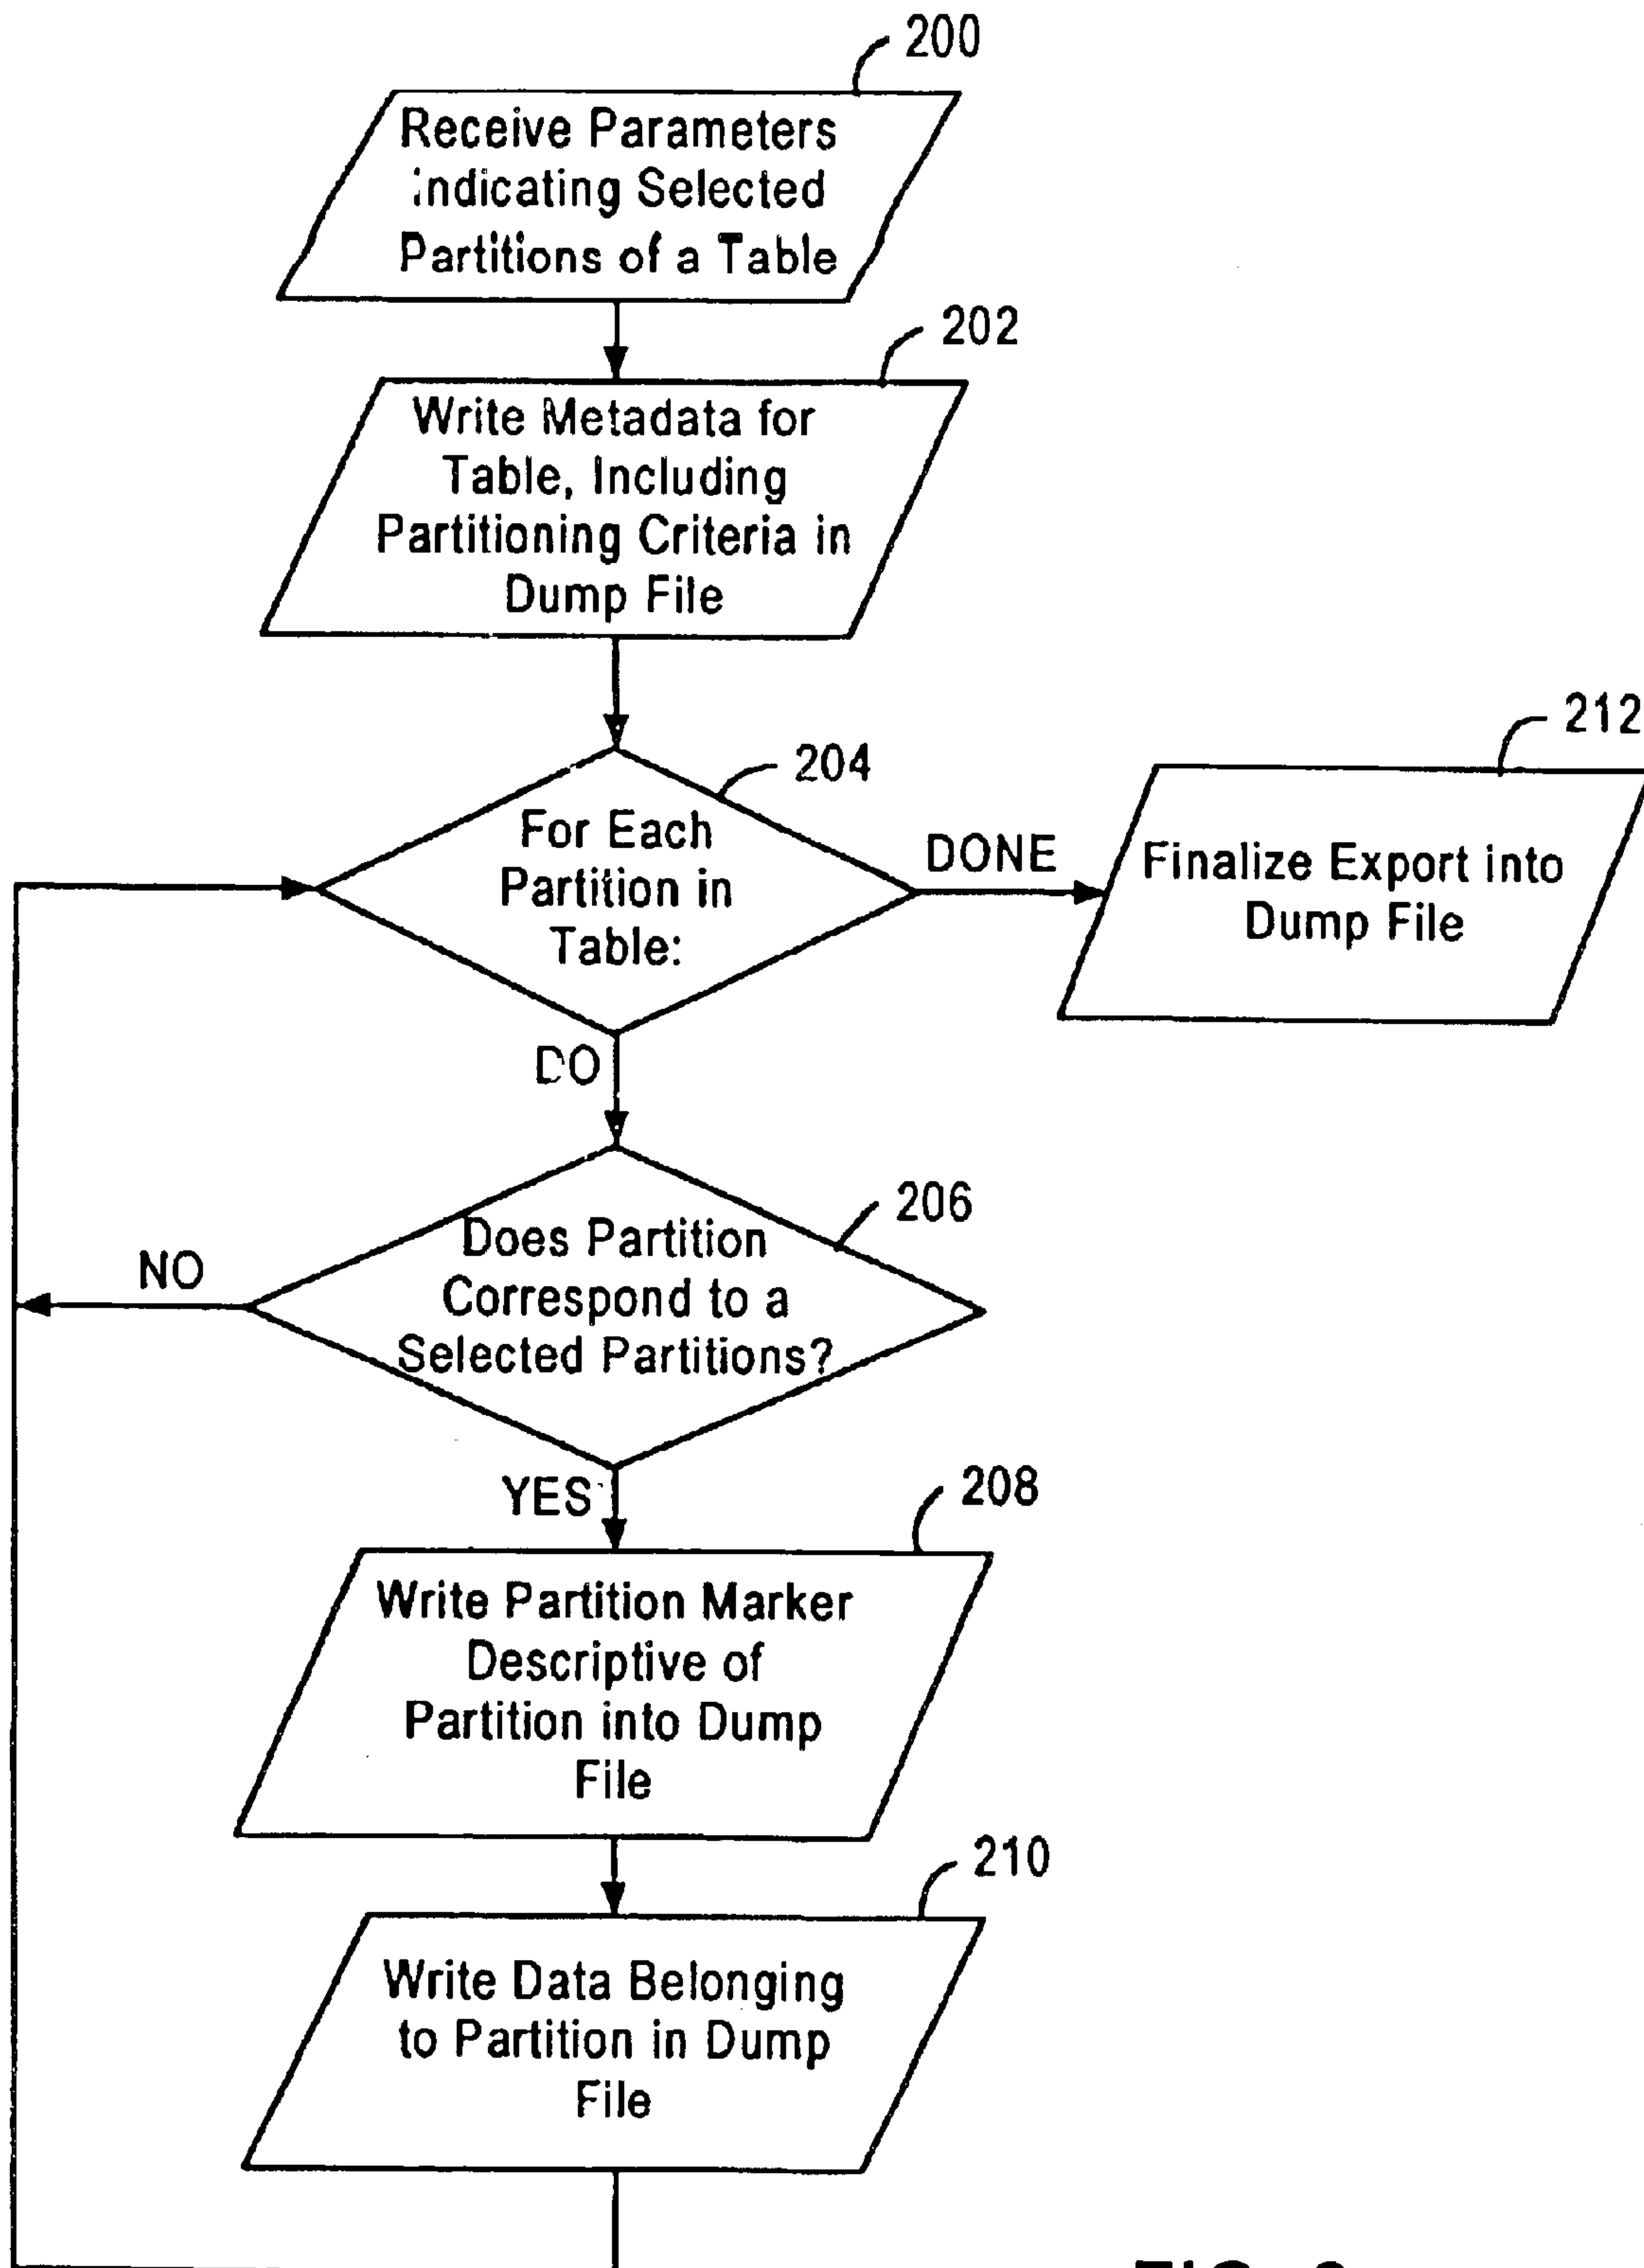 200
Receive Parameters
Indicating Selected
Partitions of a Table
202
Write Metadata for
Table, Including
Partitioning Criteria in
Dump File
204
For Each
Partition in
Table:
DONE
212
Finalize Export into
Dump File
DO
206
Does Partition
Correspond to a
Selected Partitions?
NO
YES
208
Write Partition Marker
Descriptive of
Partition into Dump
File
210
Write Data Belonging
to Partition in Dump
File